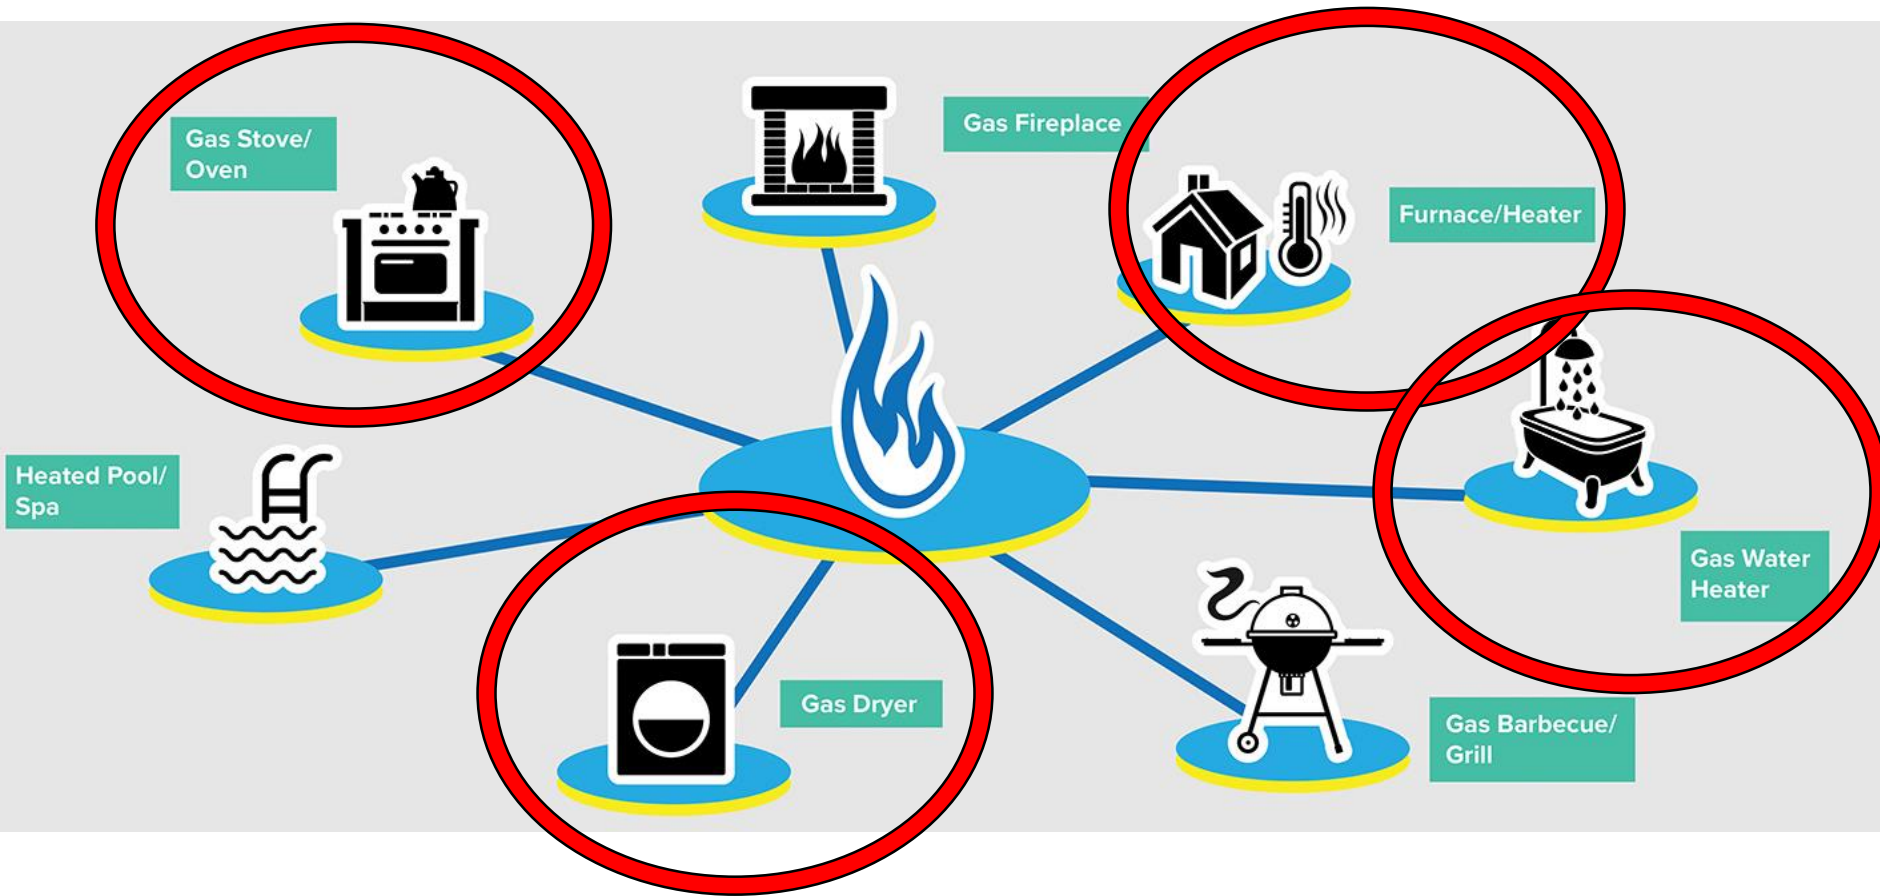 Gas Stove/
Oven
Gas Fireplace
Furnace/Heater
Heated Pool/
Spa
Gas Water
Heater
Gas Dryer
Gas Barbecue/
Grill